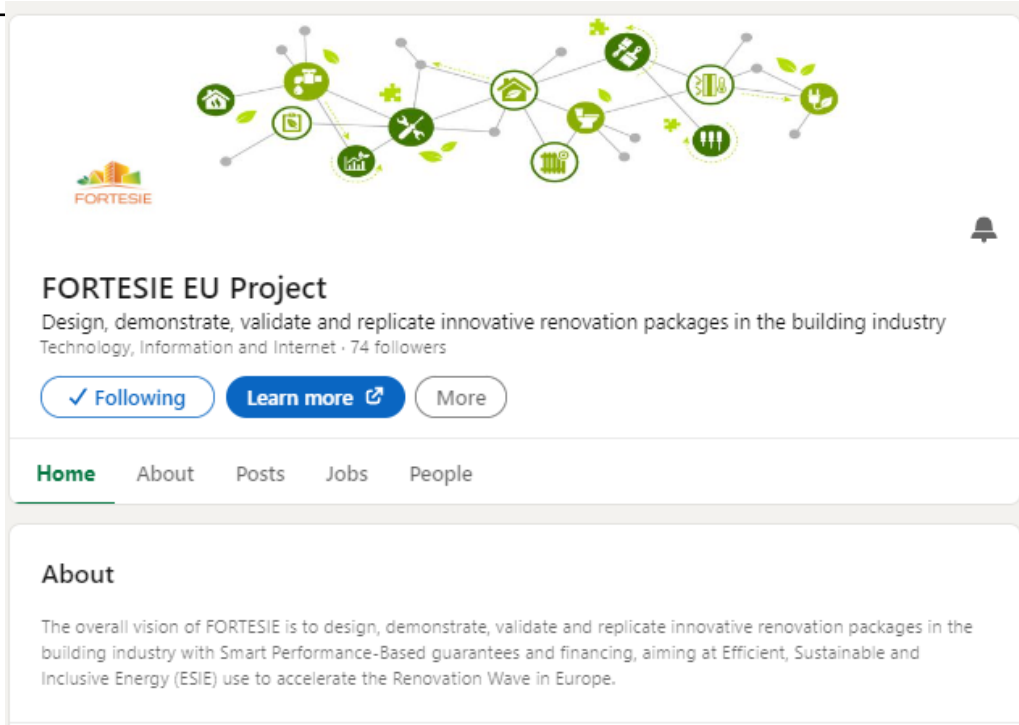 FORTESIE
FORTESIE EU Project
Design, demonstrate, validate and replicate innovative renovation packages in the building industry
Technology, Information and Internet · 74 followers
✓ Following Learn more More
Home About Posts Jobs People
About
The overall vision of FORTESIE is to design, demonstrate, validate and replicate innovative renovation packages in the
building industry with Smart Performance-Based guarantees and financing, aiming at Efficient, Sustainable and
Inclusive Energy (ESIE) use to accelerate the Renovation Wave in Europe.